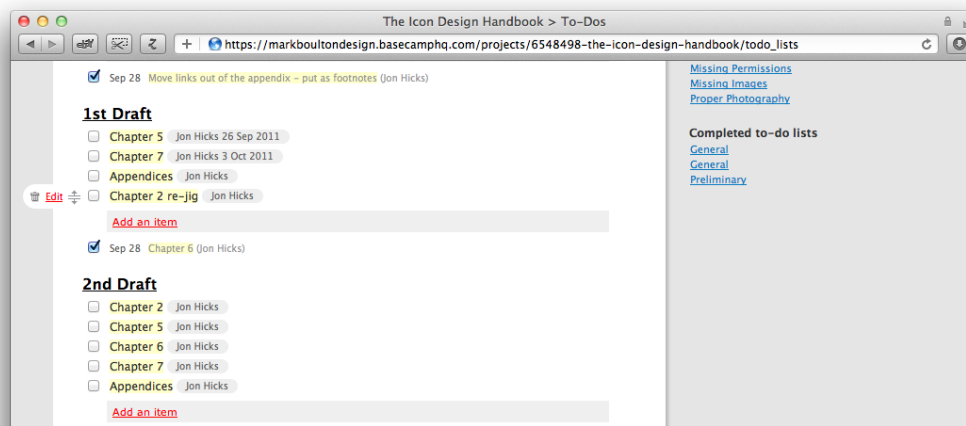 The Icon Design Handbook > To-Dos
https://markboultondesign.basecamphq.com/projects/6548498-the-icon-design-handbook/todo_lists
Sep 28 Move links out of the appendix - put as footnotes (Jon Hicks)
1st Draft
Chapter 5 Jon Hicks 26 Sep 2011
Chapter 7 Jon Hicks 3 Oct 2011
Appendices Jon Hicks
Edit Chapter 2 re-jig Jon Hicks
Add an item
Sep 28 Chapter 6 (Jon Hicks)
2nd Draft
Chapter 2 Jon Hicks
Chapter 5 Jon Hicks
Chapter 6 Jon Hicks
Chapter 7 Jon Hicks
Appendices Jon Hicks
Add an item
Missing Permissions
Missing Images
Proper Photography
Completed to-do lists
General
General
Preliminary